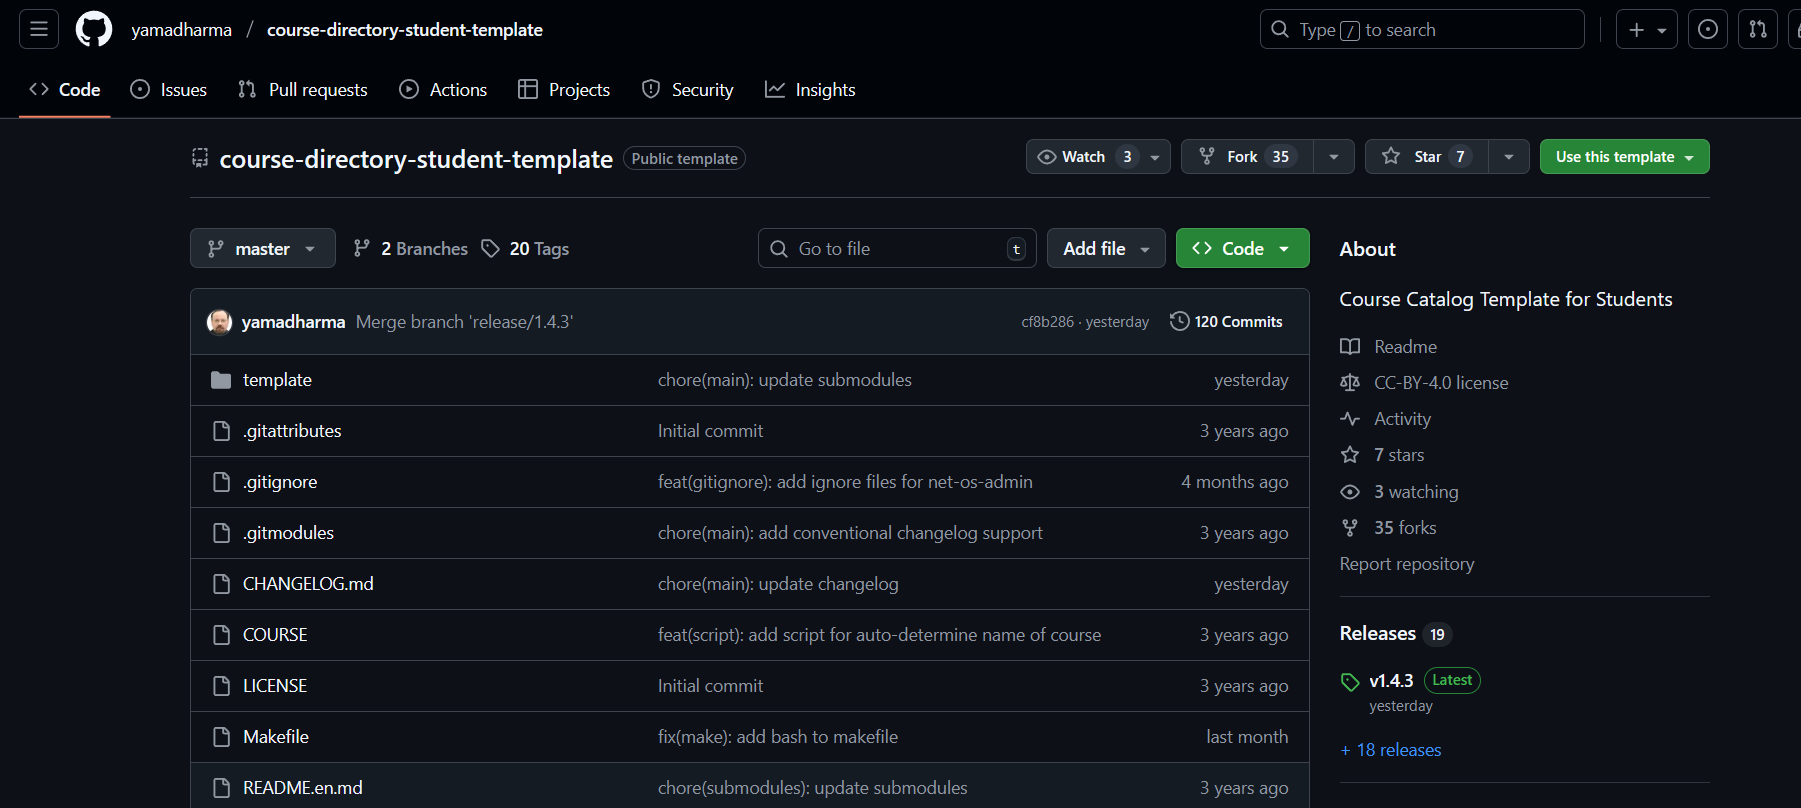 yamadharma / course-directory-student-template
Type / to search
Code Issues Pull requests Actions Projects Security Insights
course-directory-student-template Public template
Watch 3 Fork 35 Star 7 Use this template
master 2 Branches 20 Tags Go to file t Add file Code
yamadharma Merge branch 'release/1.4.3' cf8b286 · yesterday 120 Commits
template chore(main): update submodules yesterday
.gitattributes Initial commit 3 years ago
.gitignore feat(gitignore): add ignore files for net-os-admin 4 months ago
.gitmodules chore(main): add conventional changelog support 3 years ago
CHANGELOG.md chore(main): update changelog yesterday
COURSE feat(script): add script for auto-determine name of course 3 years ago
LICENSE Initial commit 3 years ago
Makefile fix(make): add bash to makefile last month
README.en.md chore(submodules): update submodules 3 years ago
About
Course Catalog Template for Students
Readme
CC-BY-4.0 license
Activity
7 stars
3 watching
35 forks
Report repository
Releases 19
v1.4.3 Latest
yesterday
+ 18 releases